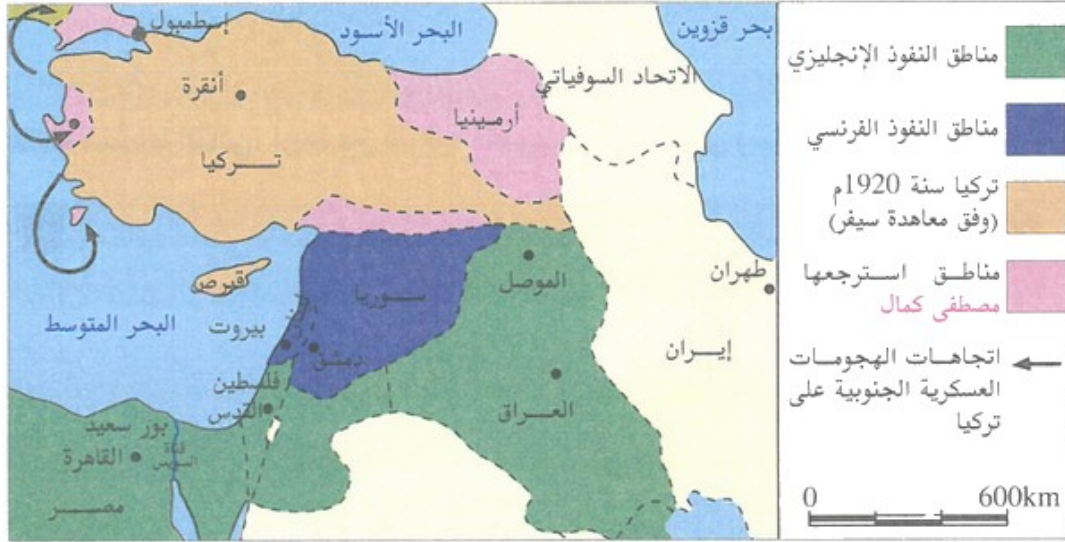 إسطمبول
البحر الأسود
بحر قزوين
الاتحاد السوفياتي
أنقرة
أرمينيا
تركيا
قبرص
سوريا
الموصل
طهران
البحر المتوسط
بيروت
دمشق
إيران
فلسطين
القدس
العراق
بور سعيد
قناة
السويس
القاهرة
مصر
مناطق النفوذ الإنجليزي
مناطق النفوذ الفرنسي
تركيا سنة 1920م
(وفق معاهدة سيفر)
مناطق استرجعها
مصطفى كمال
اتجاهات الهجومات
العسكرية الجنوبية على
تركيا
0 600km